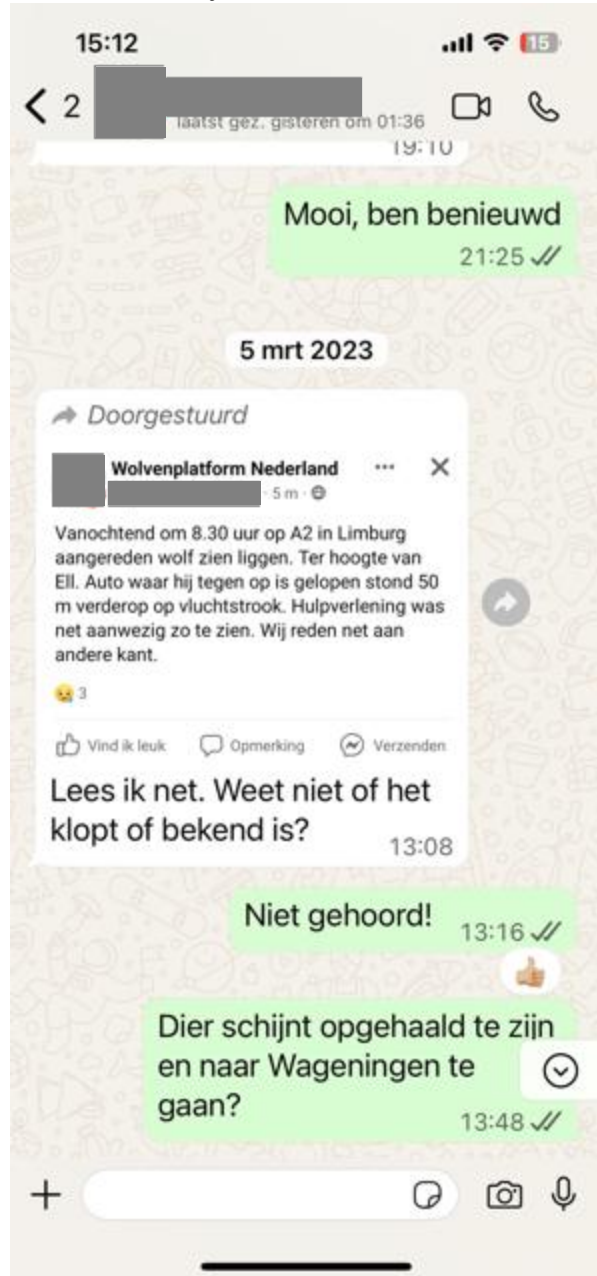 15:12
15
2
laatst gez. gisteren om 01:36
19:10
Mooi, ben benieuwd
21:25
5 mrt 2023
Doorgestuurd
Wolvenplatform Nederland
· 5 m ·
Vanochtend om 8.30 uur op A2 in Limburg
aangereden wolf zien liggen. Ter hoogte van
Ell. Auto waar hij tegen op is gelopen stond 50
m verderop op vluchtstrook. Hulpverlening was
net aanwezig zo te zien. Wij reden net aan
andere kant.
3
Vind ik leuk Opmerking Verzenden
Lees ik net. Weet niet of het
klopt of bekend is?
13:08
Niet gehoord!
13:16
Dier schijnt opgehaald te zijn
en naar Wageningen te
gaan?
13:48